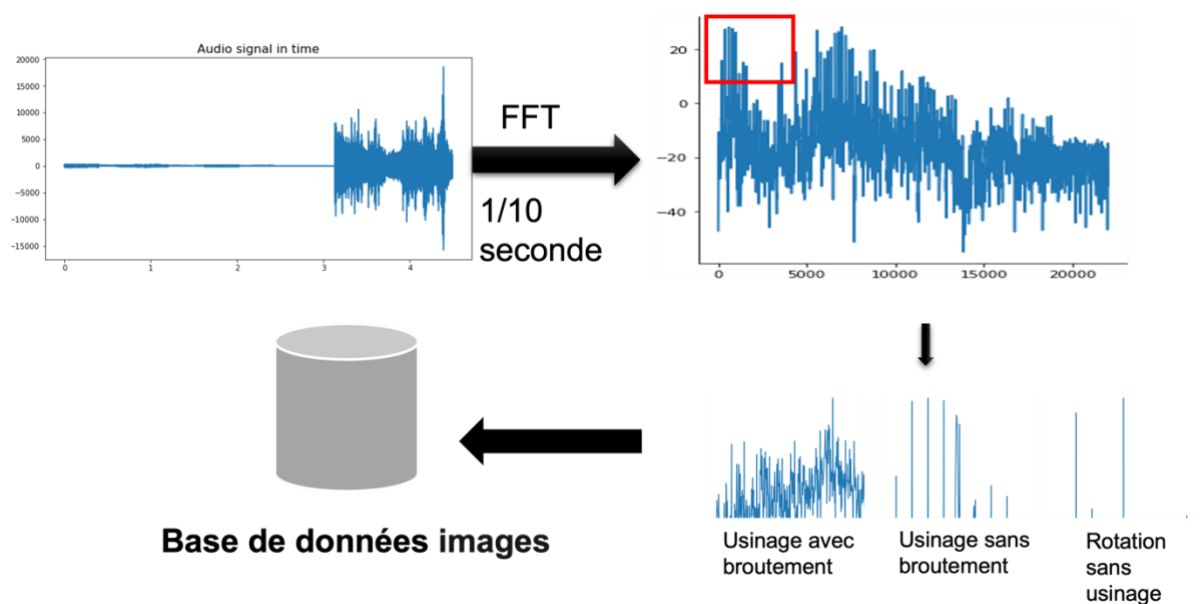 Audio signal in time
20000
15000
10000
5000
0
−5000
−10000
−15000
0 1 2 3 4
FFT
1/10
seconde
20
0
−20
−40
0 5000 10000 15000 20000
Usinage avec
broutement
Usinage sans
broutement
Rotation
sans
usinage
Base de données images